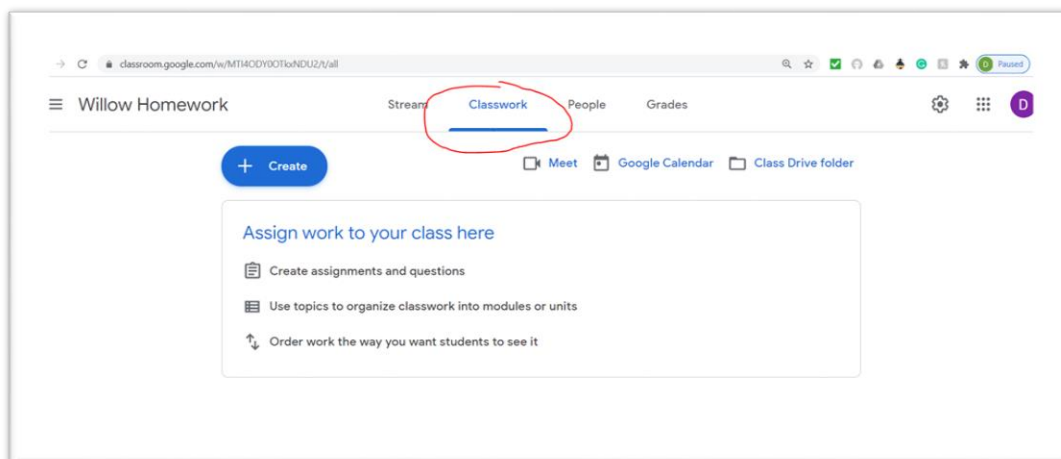 classroom.google.com/w/MTI4ODY0OTkxNDU2/t/all
Paused
Willow Homework Stream Classwork People Grades
D
+ Create Meet Google Calendar Class Drive folder
Assign work to your class here
Create assignments and questions
Use topics to organize classwork into modules or units
Order work the way you want students to see it